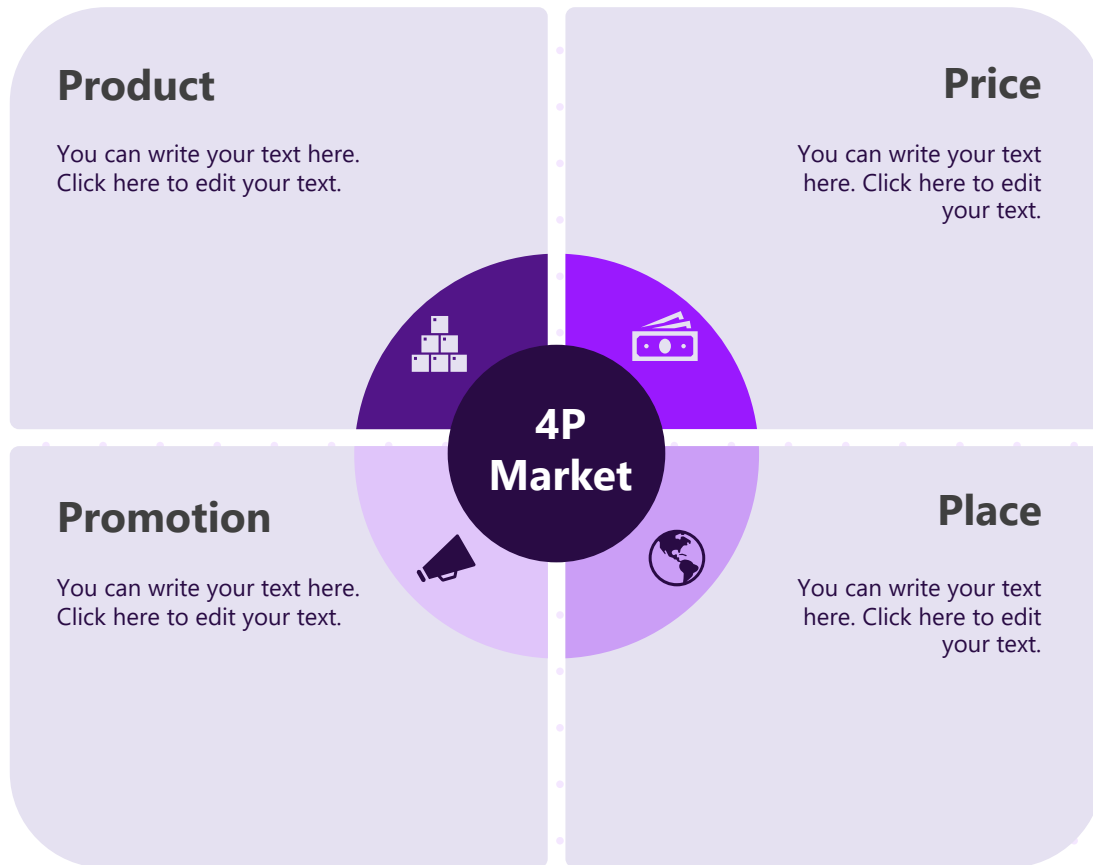 Product
You can write your text here.
Click here to edit your text.
Price
You can write your text
here. Click here to edit
your text.
4P
Market
Promotion
You can write your text here.
Click here to edit your text.
Place
You can write your text
here. Click here to edit
your text.